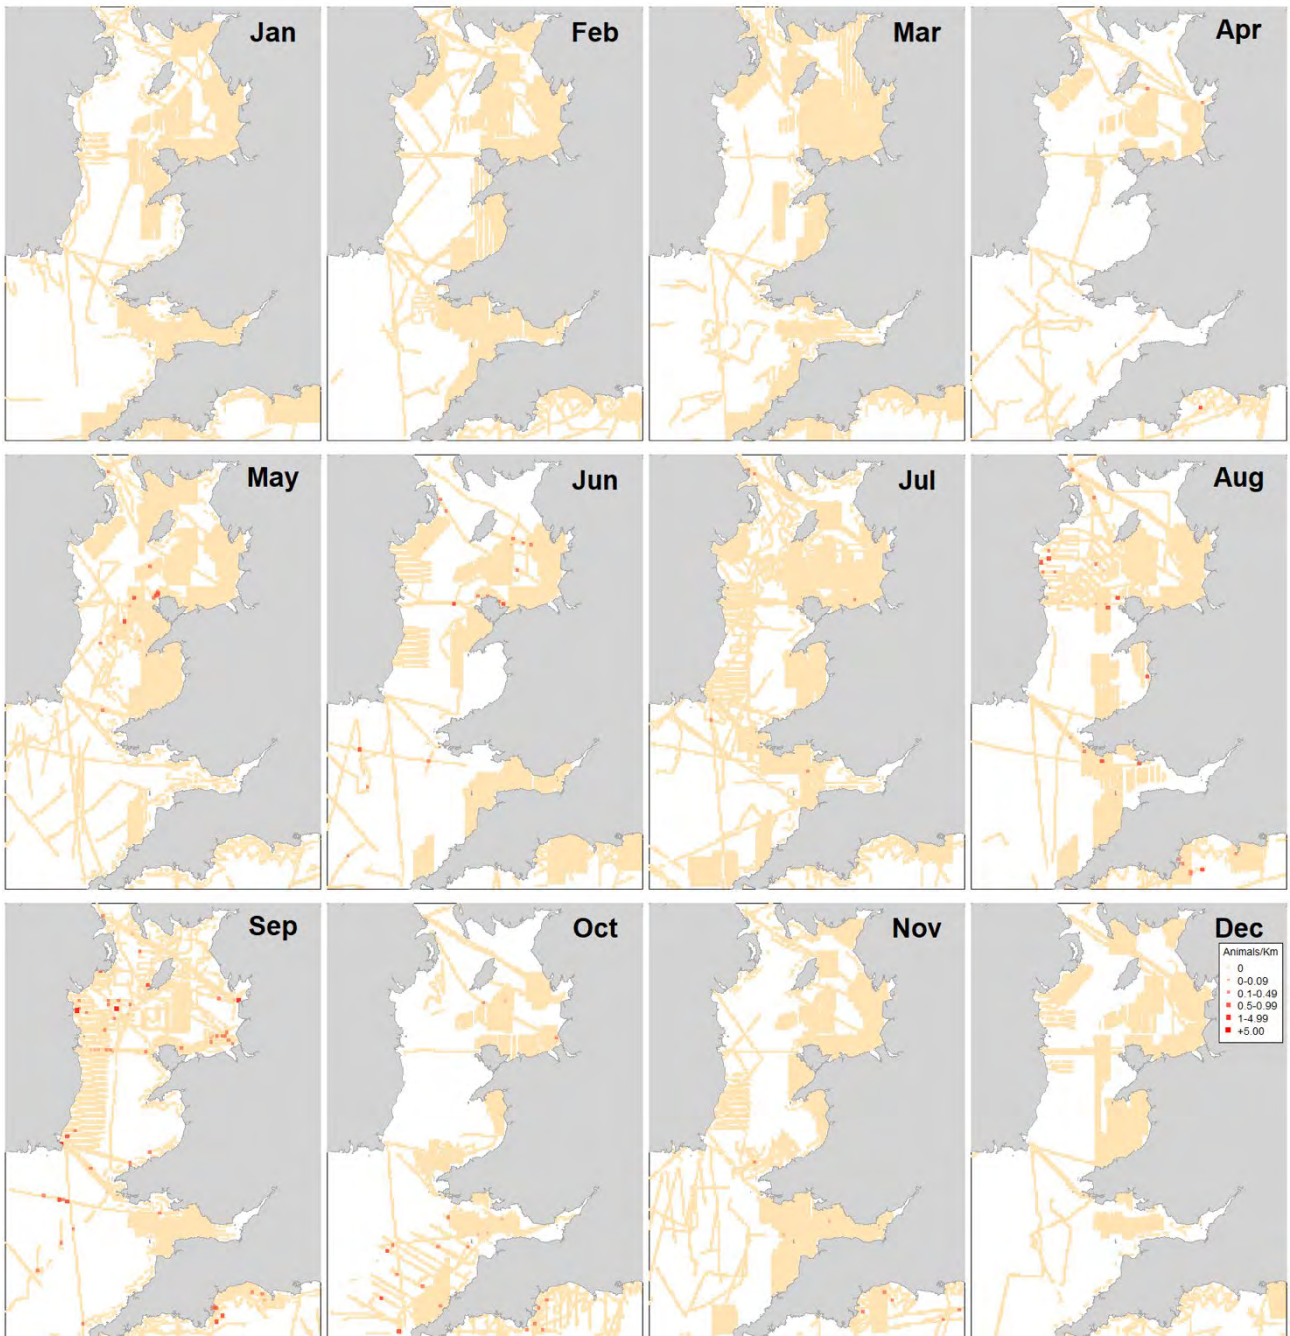 Jan
Feb
Mar
Apr
May
Jun
Jul
Aug
Sep
Oct
Nov
Dec
Animals/Km
0
0-0.09
0.1-0.49
0.5-0.99
1-4.99
+5.00